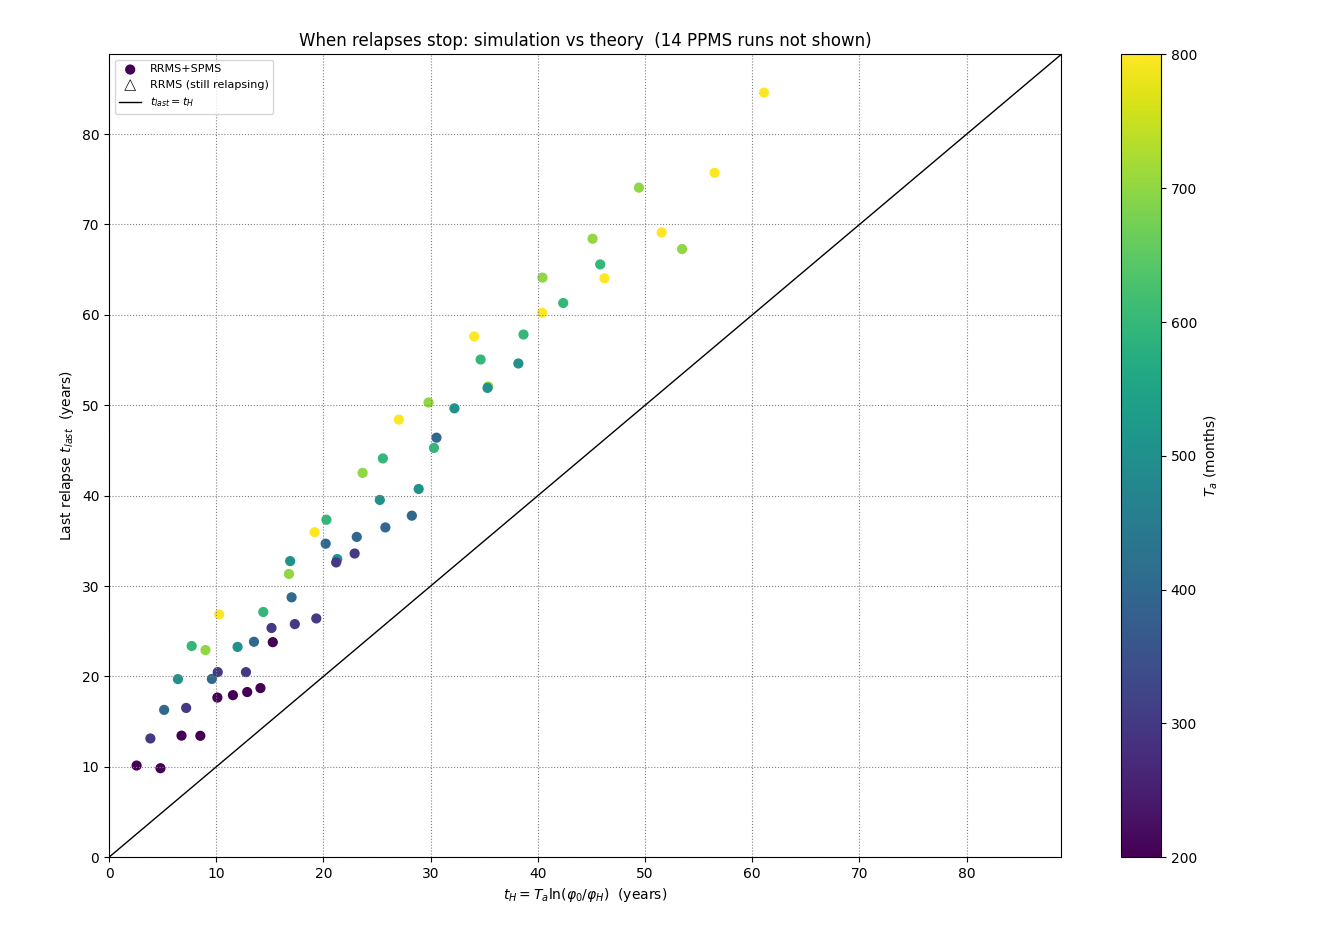 When relapses stop: simulation vs theory  (14 PPMS runs not shown)
RRMS+SPMS
RRMS (still relapsing)
t_last = t_H
Last relapse t_last (years)
80
70
60
50
40
30
20
10
0
0 10 20 30 40 50 60 70 80
t_H = T_a ln(φ_0/φ_H) (years)
800
700
600
500
400
300
200
T_a (months)